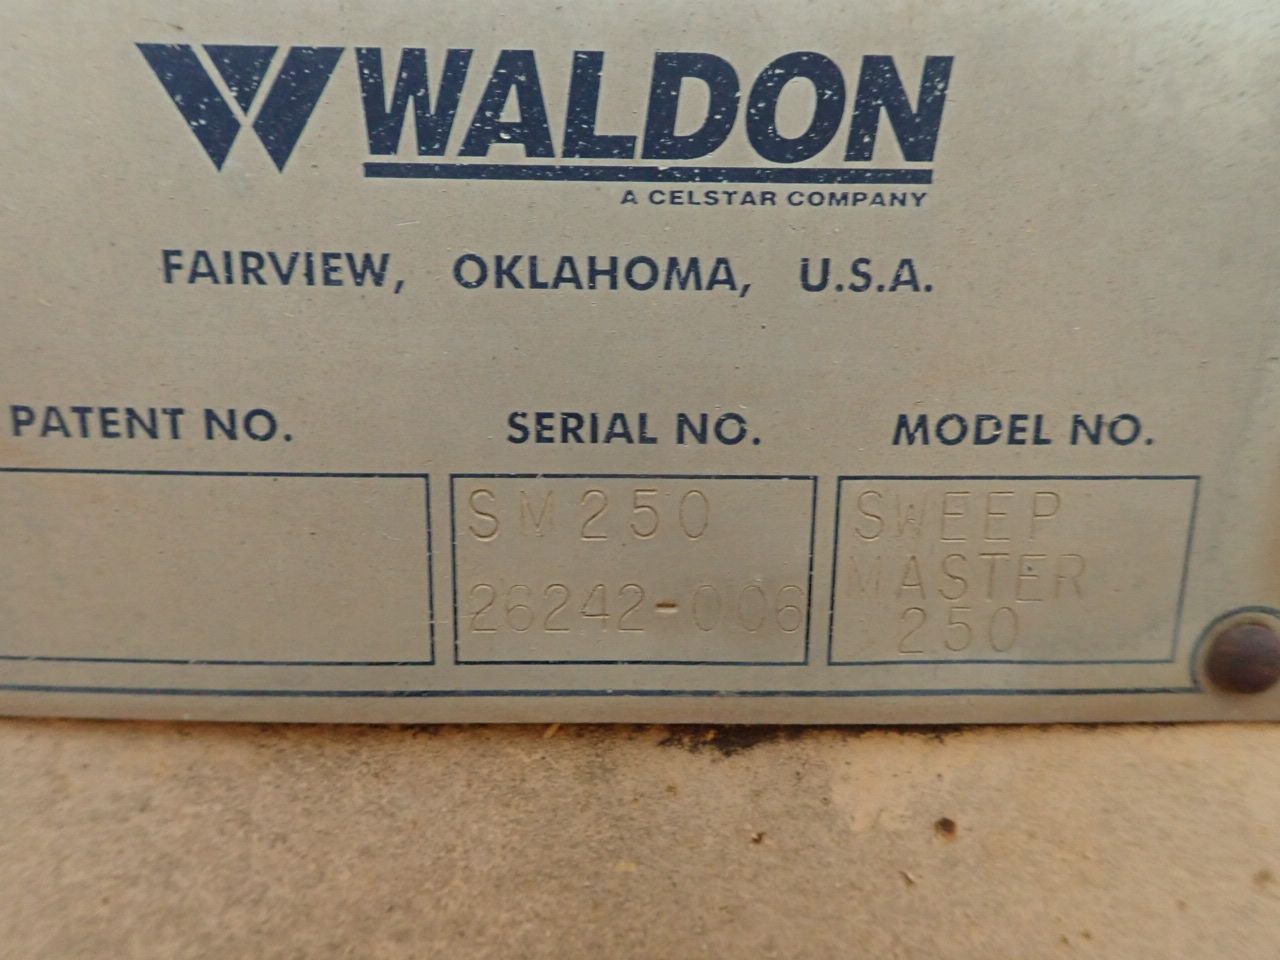 WALDON
A CELSTAR COMPANY
FAIRVIEW, OKLAHOMA, U.S.A.
PATENT NO. SERIAL NO. MODEL NO.
SM250
26242-006
SWEEP
MASTER
250